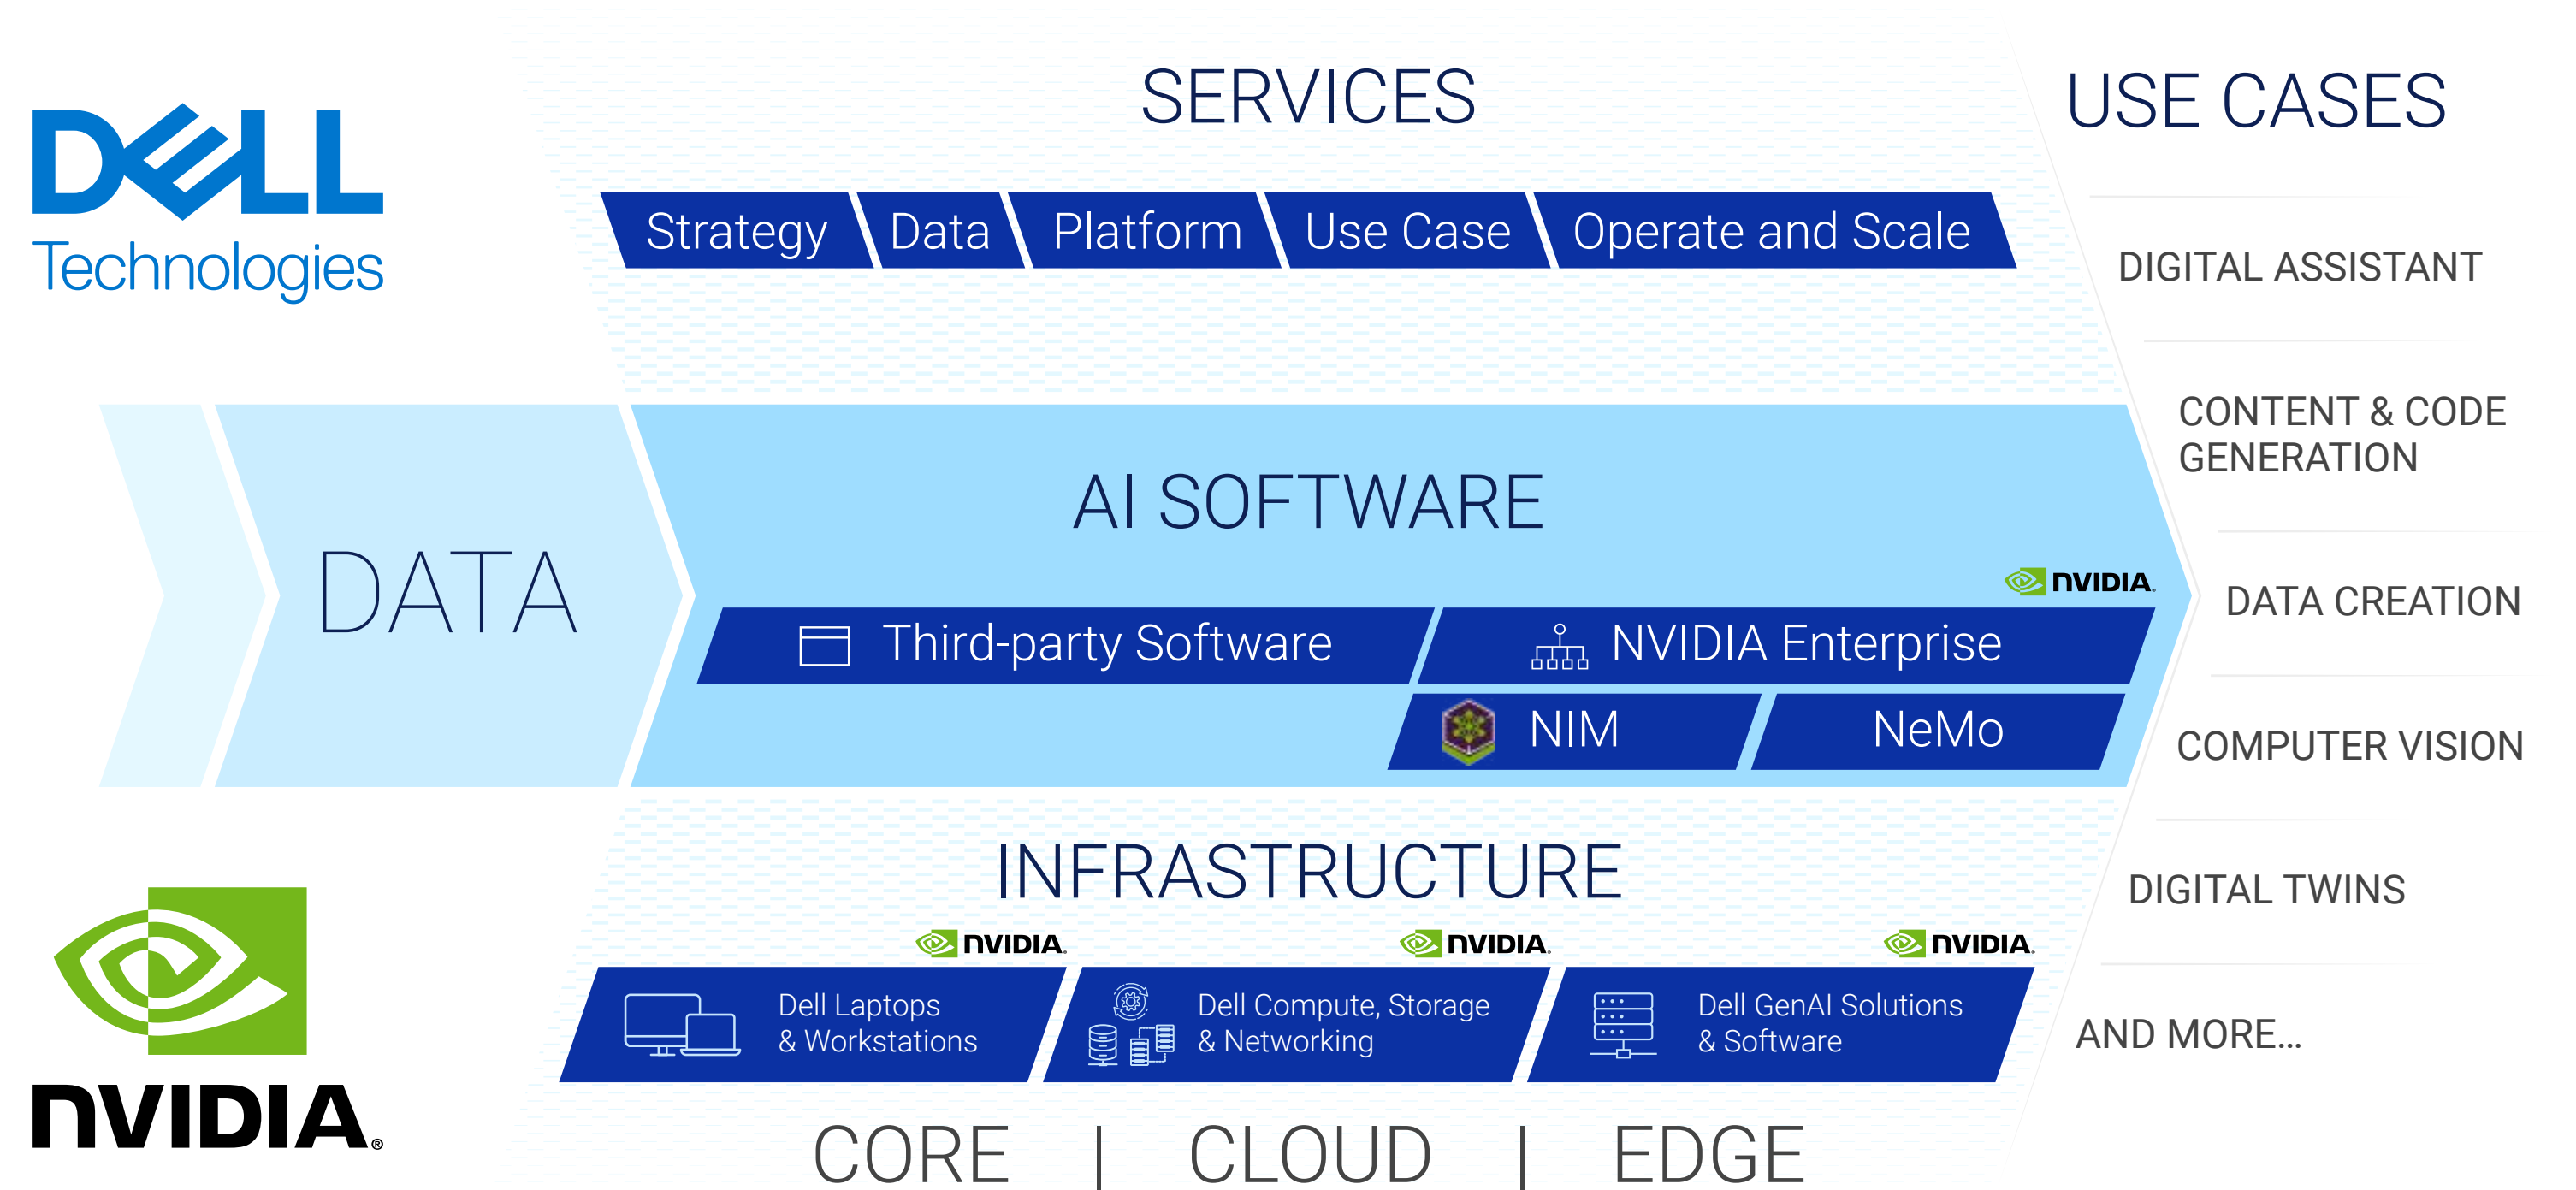 DELL
Technologies
SERVICES
Strategy
Data
Platform
Use Case
Operate and Scale
DATA
AI SOFTWARE
NVIDIA.
Third-party Software
NVIDIA Enterprise
NIM
NeMo
INFRASTRUCTURE
NVIDIA.
NVIDIA.
NVIDIA.
Dell Laptops
& Workstations
Dell Compute, Storage
& Networking
Dell GenAI Solutions
& Software
CORE | CLOUD | EDGE
NVIDIA.®
USE CASES
DIGITAL ASSISTANT
CONTENT & CODE
GENERATION
DATA CREATION
COMPUTER VISION
DIGITAL TWINS
AND MORE...